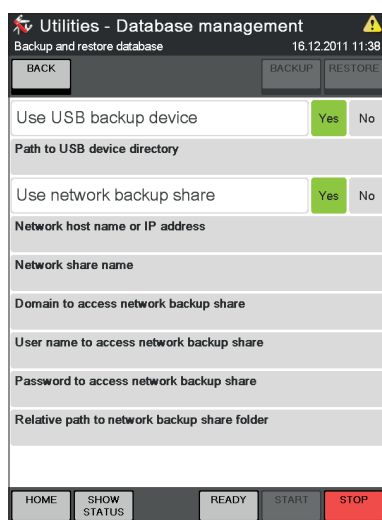 Utilities - Database management
Backup and restore database 16.12.2011 11:38
BACK BACKUP RESTORE
Use USB backup device Yes No
Path to USB device directory
Use network backup share Yes No
Network host name or IP address
Network share name
Domain to access network backup share
User name to access network backup share
Password to access network backup share
Relative path to network backup share folder
HOME SHOW STATUS READY START STOP